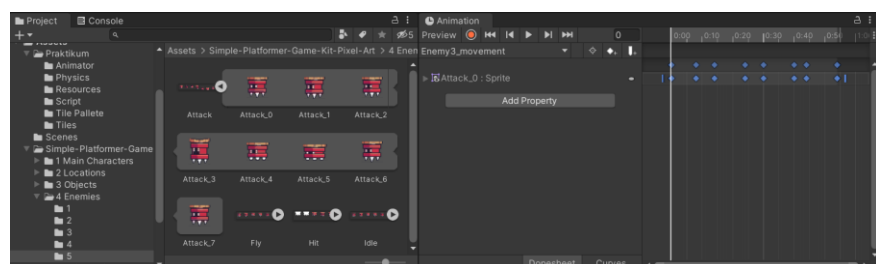 Project
Console
Animation
5
Preview
0
0:00
0:10
0:20
0:30
0:40
0:50
Assets > Simple-Platformer-Game-Kit-Pixel-Art > 4 Enen
Enemy3_movement
Assets
Praktikum
Animator
Physics
Resources
Script
Tile Pallete
Tiles
Scenes
Simple-Platformer-Game
1 Main Characters
2 Locations
3 Objects
4 Enemies
1
2
3
4
5
Attack
Attack_0
Attack_1
Attack_2
Attack_3
Attack_4
Attack_5
Attack_6
Attack_7
Fly
Hit
Idle
Attack_0 : Sprite
Add Property
Dopesheet
Curves